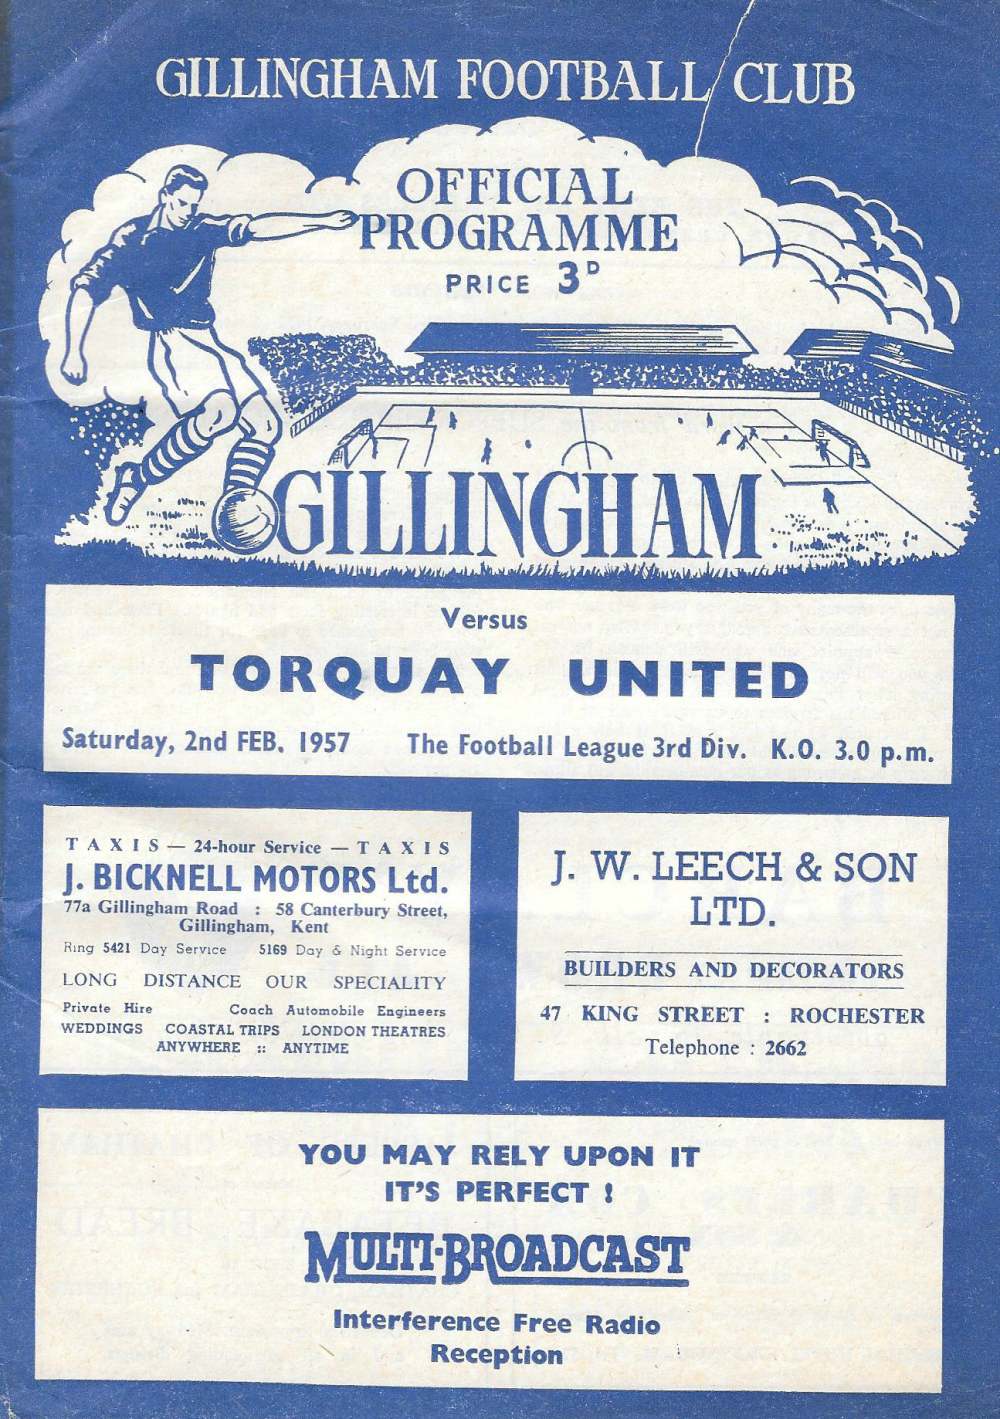 GILLINGHAM FOOTBALL CLUB
OFFICIAL
PROGRAMME
PRICE 3D
GILLINGHAM
Versus
TORQUAY UNITED
Saturday, 2nd FEB. 1957 The Football League 3rd Div. K.O. 3.0 p.m.
TAXIS — 24-hour Service — TAXIS
J. BICKNELL MOTORS Ltd.
77a Gillingham Road : 58 Canterbury Street,
Gillingham, Kent
Ring 5421 Day Service 5169 Day & Night Service
LONG DISTANCE OUR SPECIALITY
Private Hire Coach Automobile Engineers
WEDDINGS COASTAL TRIPS LONDON THEATRES
ANYWHERE :: ANYTIME
J. W. LEECH & SON
LTD.
BUILDERS AND DECORATORS
47 KING STREET : ROCHESTER
Telephone : 2662
YOU MAY RELY UPON IT
IT'S PERFECT !
MULTI-BROADCAST
Interference Free Radio
Reception